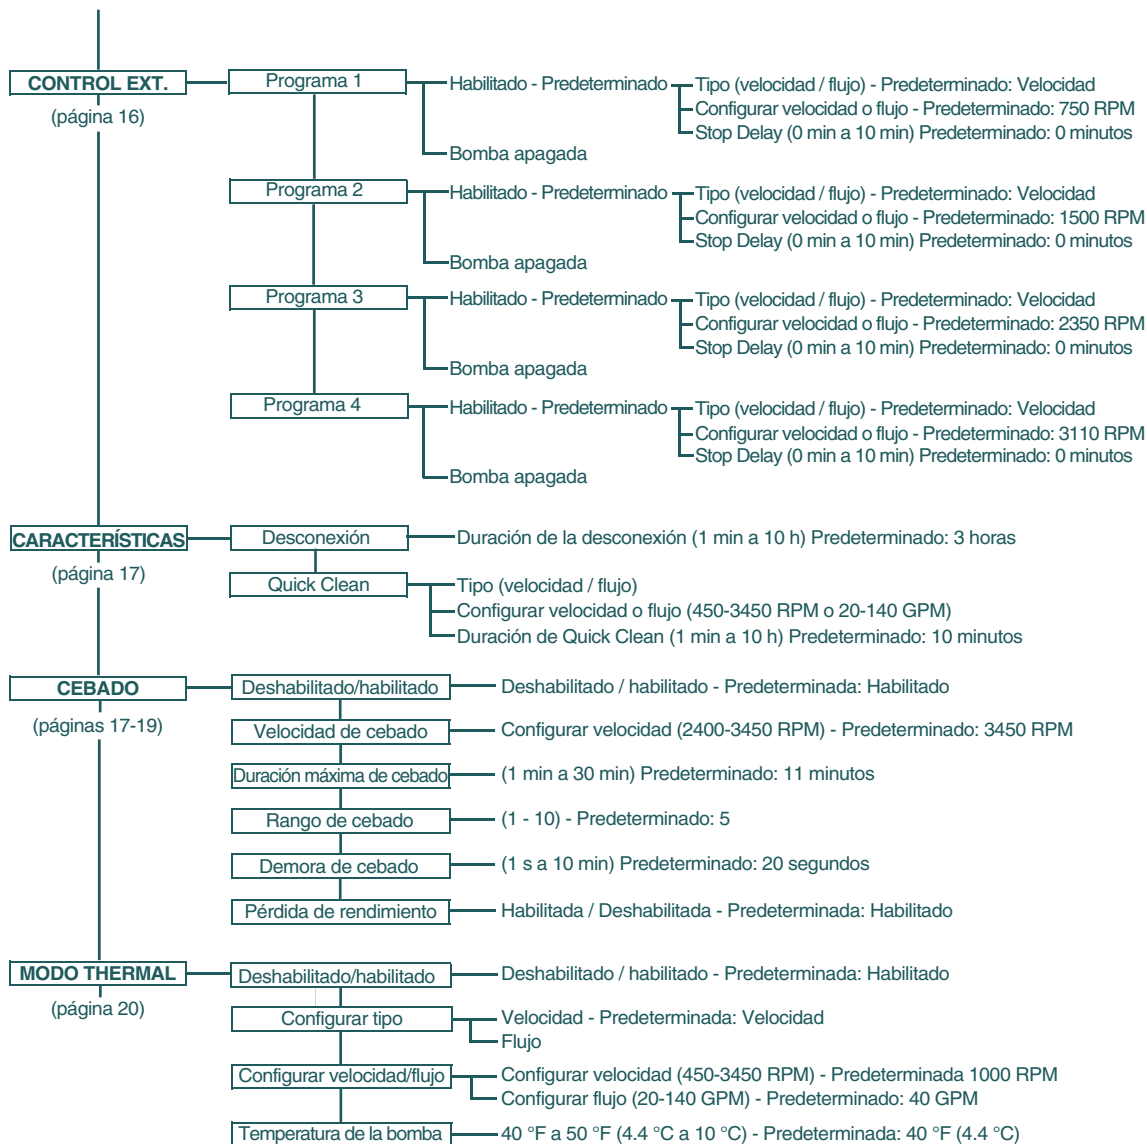 CONTROL EXT.
(página 16)
Programa 1
Habilitado - Predeterminado
Tipo (velocidad / flujo) - Predeterminado: Velocidad
Configurar velocidad o flujo - Predeterminado: 750 RPM
Stop Delay (0 min a 10 min) Predeterminado: 0 minutos
Bomba apagada
Programa 2
Habilitado - Predeterminado
Tipo (velocidad / flujo) - Predeterminado: Velocidad
Configurar velocidad o flujo - Predeterminado: 1500 RPM
Stop Delay (0 min a 10 min) Predeterminado: 0 minutos
Bomba apagada
Programa 3
Habilitado - Predeterminado
Tipo (velocidad / flujo) - Predeterminado: Velocidad
Configurar velocidad o flujo - Predeterminado: 2350 RPM
Stop Delay (0 min a 10 min) Predeterminado: 0 minutos
Bomba apagada
Programa 4
Habilitado - Predeterminado
Tipo (velocidad / flujo) - Predeterminado: Velocidad
Configurar velocidad o flujo - Predeterminado: 3110 RPM
Stop Delay (0 min a 10 min) Predeterminado: 0 minutos
Bomba apagada
CARACTERÍSTICAS
(página 17)
Desconexión
Duración de la desconexión (1 min a 10 h) Predeterminado: 3 horas
Quick Clean
Tipo (velocidad / flujo)
Configurar velocidad o flujo (450-3450 RPM o 20-140 GPM)
Duración de Quick Clean (1 min a 10 h) Predeterminado: 10 minutos
CEBADO
(páginas 17-19)
Deshabilitado/habilitado
Deshabilitado / habilitado - Predeterminada: Habilitado
Velocidad de cebado
Configurar velocidad (2400-3450 RPM) - Predeterminado: 3450 RPM
Duración máxima de cebado
(1 min a 30 min) Predeterminado: 11 minutos
Rango de cebado
(1 - 10) - Predeterminado: 5
Demora de cebado
(1 s a 10 min) Predeterminado: 20 segundos
Pérdida de rendimiento
Habilitada / Deshabilitada - Predeterminada: Habilitado
MODO THERMAL
(página 20)
Deshabilitado/habilitado
Deshabilitado / habilitado - Predeterminada: Habilitado
Configurar tipo
Velocidad - Predeterminada: Velocidad
Flujo
Configurar velocidad/flujo
Configurar velocidad (450-3450 RPM) - Predeterminada 1000 RPM
Configurar flujo (20-140 GPM) - Predeterminado: 40 GPM
Temperatura de la bomba
40 °F a 50 °F (4.4 °C a 10 °C) - Predeterminada: 40 °F (4.4 °C)